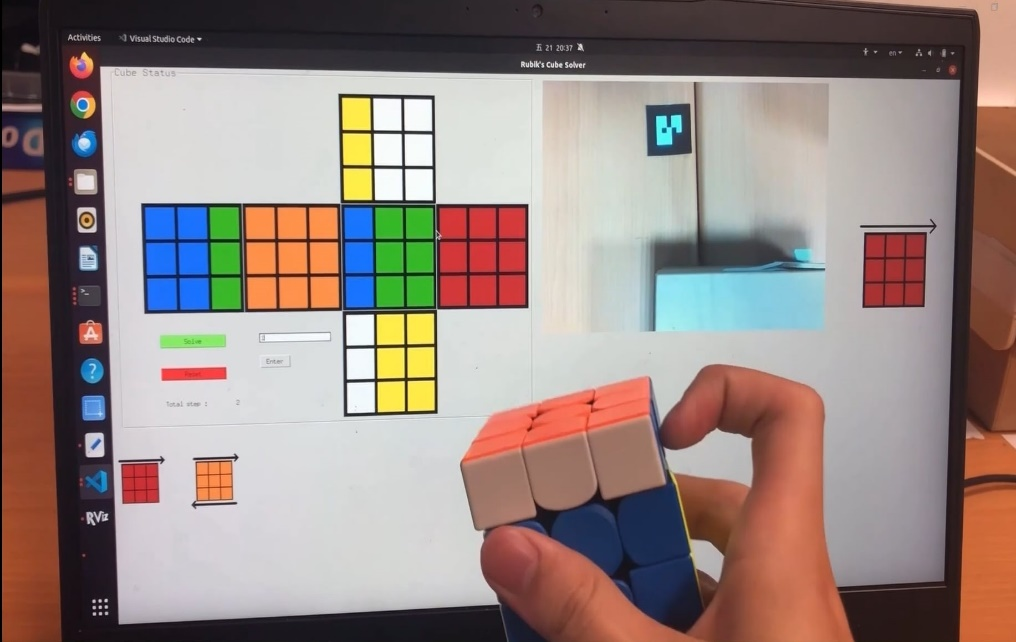 Activities
Visual Studio Code
五 21 20:37
en
Rubik's Cube Solver
Cube Status
Solve
Enter
Reset
Total step : 2
RViz